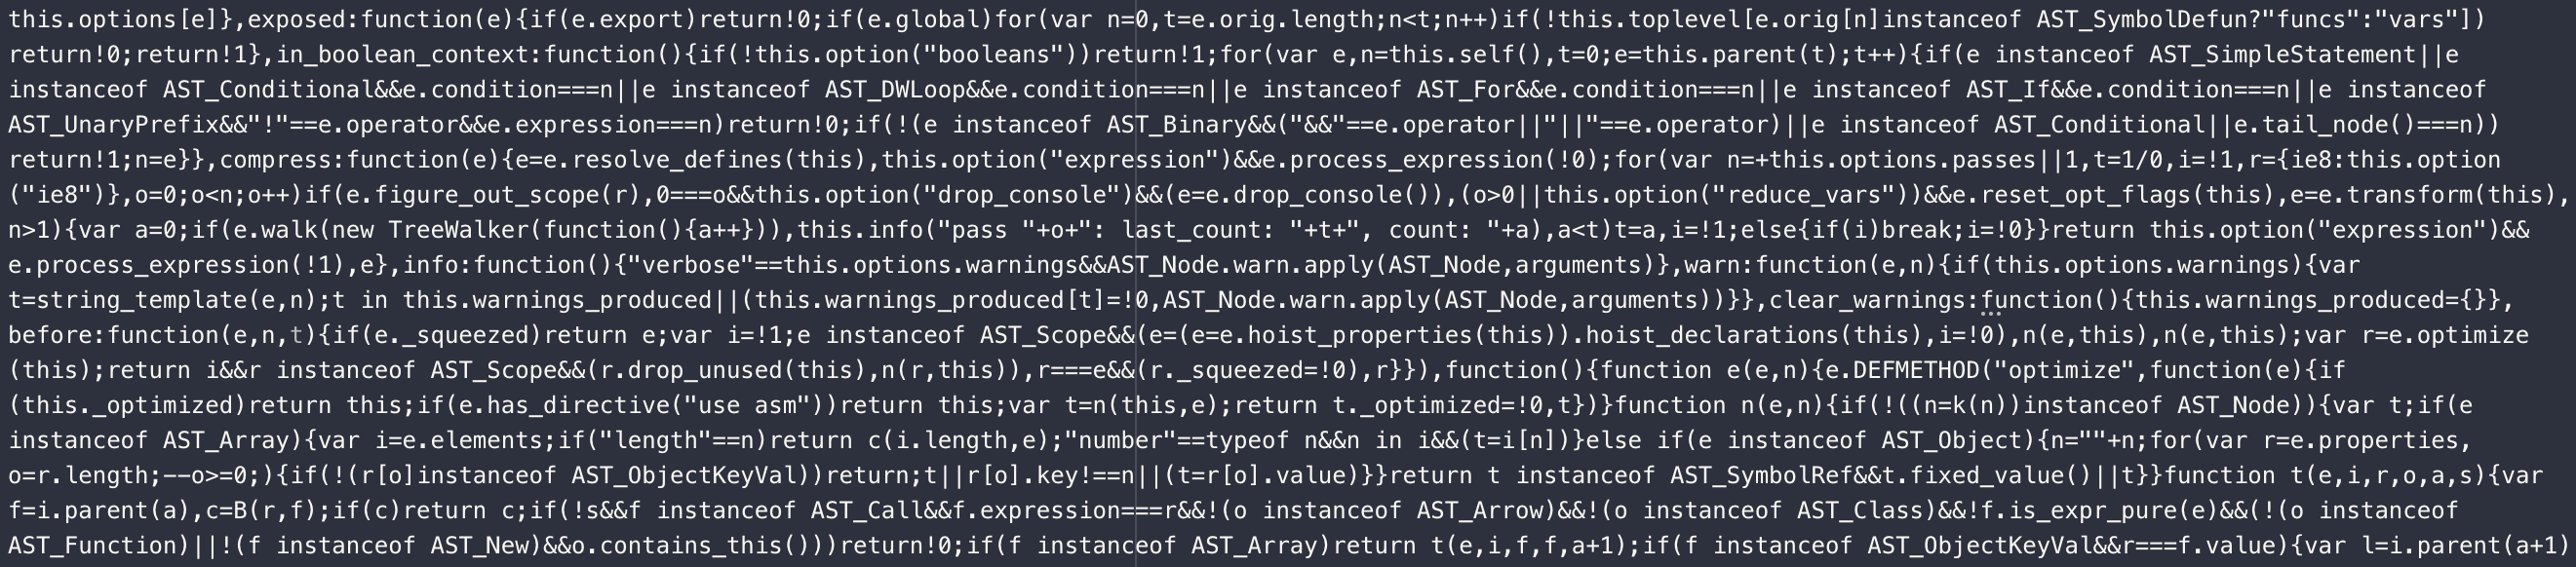 this.options[e]},exposed:function(e){if(e.export)return!0;if(e.global)for(var n=0,t=e.orig.length;n<t;n++)if(!this.toplevel[e.orig[n]instanceof AST_SymbolDefun?"funcs":"vars"])
return!0;return!1},in_boolean_context:function(){if(!this.option("booleans"))return!1;for(var e,n=this.self(),t=0;e=this.parent(t);t++){if(e instanceof AST_SimpleStatement||e
instanceof AST_Conditional&&e.condition===n||e instanceof AST_DWLoop&&e.condition===n||e instanceof AST_For&&e.condition===n||e instanceof AST_If&&e.condition===n||e instanceof
AST_UnaryPrefix&&"!"==e.operator&&e.expression===n)return!0;if(!(e instanceof AST_Binary&&("&&"==e.operator||"||"==e.operator)||e instanceof AST_Conditional||e.tail_node()===n))
return!1;n=e}},compress:function(e){e=e.resolve_defines(this),this.option("expression")&&e.process_expression(!0);for(var n=+this.options.passes||1,t=1/0,i=!1,r={ie8:this.option
("ie8")},o=0;o<n;o++)if(e.figure_out_scope(r),0===o&&this.option("drop_console")&&(e=e.drop_console()),(o>0||this.option("reduce_vars"))&&e.reset_opt_flags(this),e=e.transform(this),
n>1){var a=0;if(e.walk(new TreeWalker(function(){a++})),this.info("pass "+o+": last_count: "+t+", count: "+a),a<t)t=a,i=!1;else{if(i)break;i=!0}}return this.option("expression")&&
e.process_expression(!1),e},info:function(){"verbose"==this.options.warnings&&AST_Node.warn.apply(AST_Node,arguments)},warn:function(e,n){if(this.options.warnings){var
t=string_template(e,n);t in this.warnings_produced||(this.warnings_produced[t]=!0,AST_Node.warn.apply(AST_Node,arguments))}},clear_warnings:function(){this.warnings_produced={}},
before:function(e,n,t){if(e._squeezed)return e;var i=!1;e instanceof AST_Scope&&(e=(e=e.hoist_properties(this)).hoist_declarations(this),i=!0),n(e,this),n(e,this);var r=e.optimize
(this);return i&&r instanceof AST_Scope&&(r.drop_unused(this),n(r,this)),r===e&&(r._squeezed=!0),r}}),function(){function e(e,n){e.DEFMETHOD("optimize",function(e){if
(this._optimized)return this;if(e.has_directive("use asm"))return this;var t=n(this,e);return t._optimized=!0,t})}function n(e,n){if(!((n=k(n))instanceof AST_Node)){var t;if(e
instanceof AST_Array){var i=e.elements;if("length"==n)return c(i.length,e);"number"==typeof n&&n in i&&(t=i[n])}else if(e instanceof AST_Object){n=""+n;for(var r=e.properties,
o=r.length;--o>=0;){if(!(r[o]instanceof AST_ObjectKeyVal))return;t||r[o].key!==n||(t=r[o].value)}}return t instanceof AST_SymbolRef&&t.fixed_value()||t}}function t(e,i,r,o,a,s){var
f=i.parent(a),c=B(r,f);if(c)return c;if(!s&&f instanceof AST_Call&&f.expression===r&&!(o instanceof AST_Arrow)&&!(o instanceof AST_Class)&&!f.is_expr_pure(e)&&(!(o instanceof
AST_Function)||!(f instanceof AST_New)&&o.contains_this()))return!0;if(f instanceof AST_Array)return t(e,i,f,f,a+1);if(f instanceof AST_ObjectKeyVal&&r===f.value){var l=i.parent(a+1)